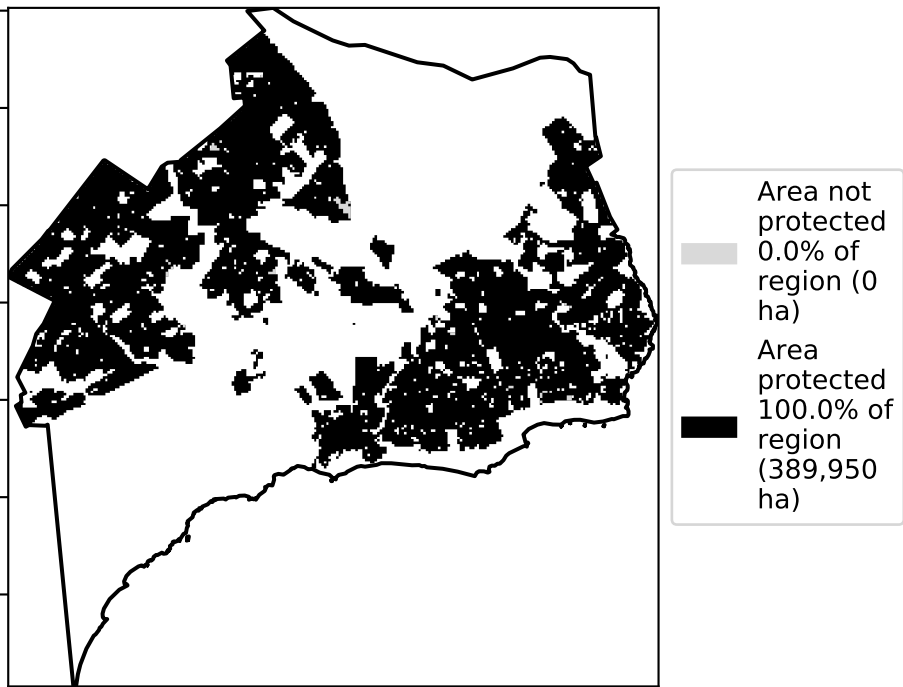 Area not
protected
0.0% of
region (0
ha)
Area
protected
100.0% of
region
(389,950
ha)